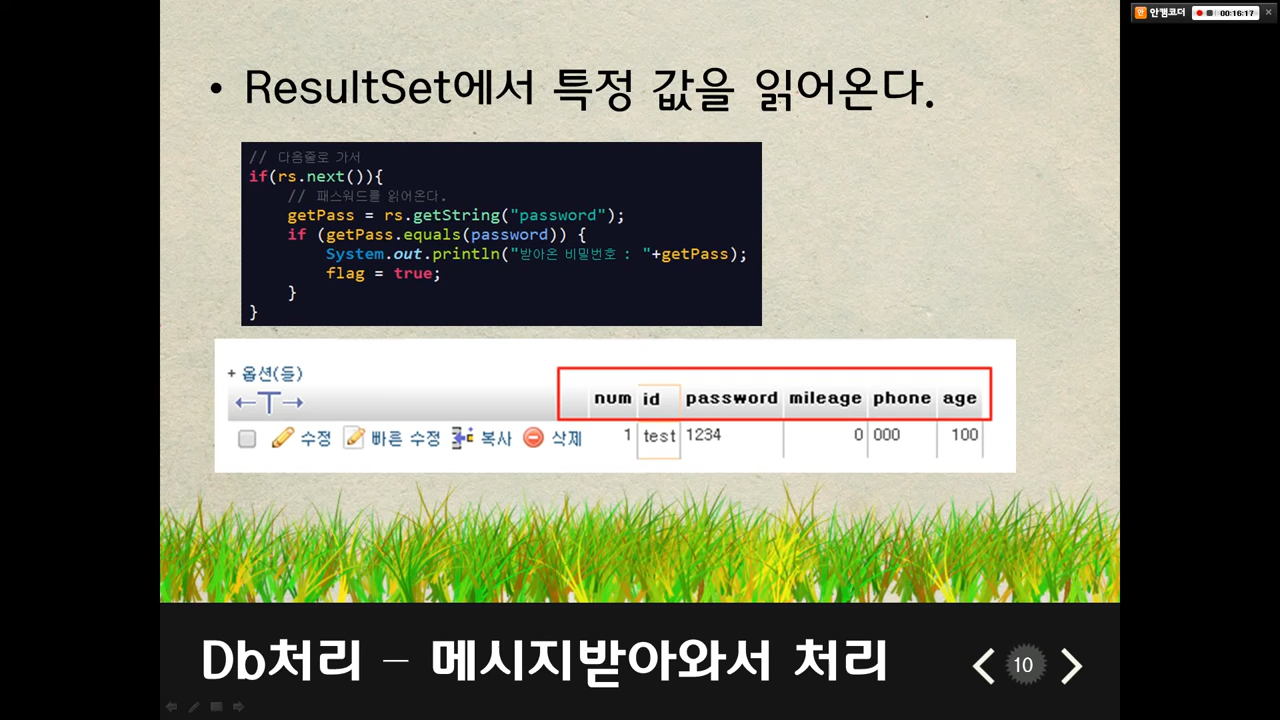 안캠코더 00:16:17
• ResultSet에서 특정 값을 읽어온다.
// 다음줄로 가서
if(rs.next()){
// 패스워드를 읽어온다.
getPass = rs.getString("password");
if (getPass.equals(password)) {
System.out.println("받아온 비밀번호 : "+getPass);
flag = true;
}
}
+ 옵션(들)
←T→ num id password mileage phone age
수정 빠른 수정 복사 삭제 1 test 1234 0 000 100
Db처리 – 메시지받아와서 처리
10